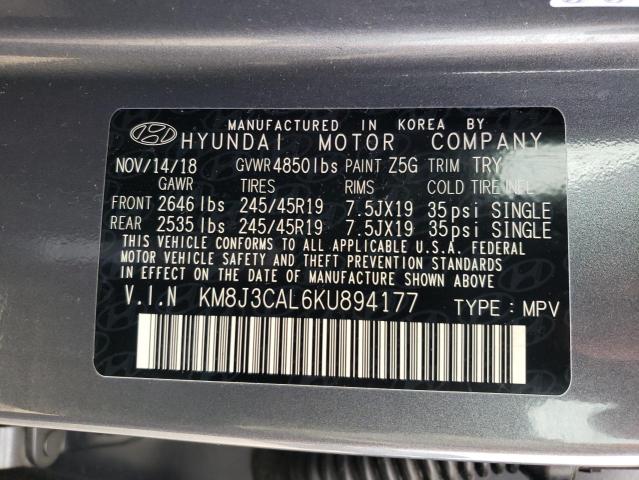 MANUFACTURED IN KOREA BY
HYUNDAI MOTOR COMPANY
NOV/14/18 GVWR 4850lbs PAINT Z5G TRIM TRY
GAWR TIRES RIMS COLD TIRE INFL
FRONT 2646 lbs 245/45R19 7.5JX19 35psi SINGLE
REAR 2535 lbs 245/45R19 7.5JX19 35psi SINGLE
THIS VEHICLE CONFORMS TO ALL APPLICABLE U.S.A. FEDERAL
MOTOR VEHICLE SAFETY AND THEFT PREVENTION STANDARDS
IN EFFECT ON THE DATE OF MANUFACTURE SHOWN ABOVE.
V.I.N KM8J3CAL6KU894177 TYPE : MPV